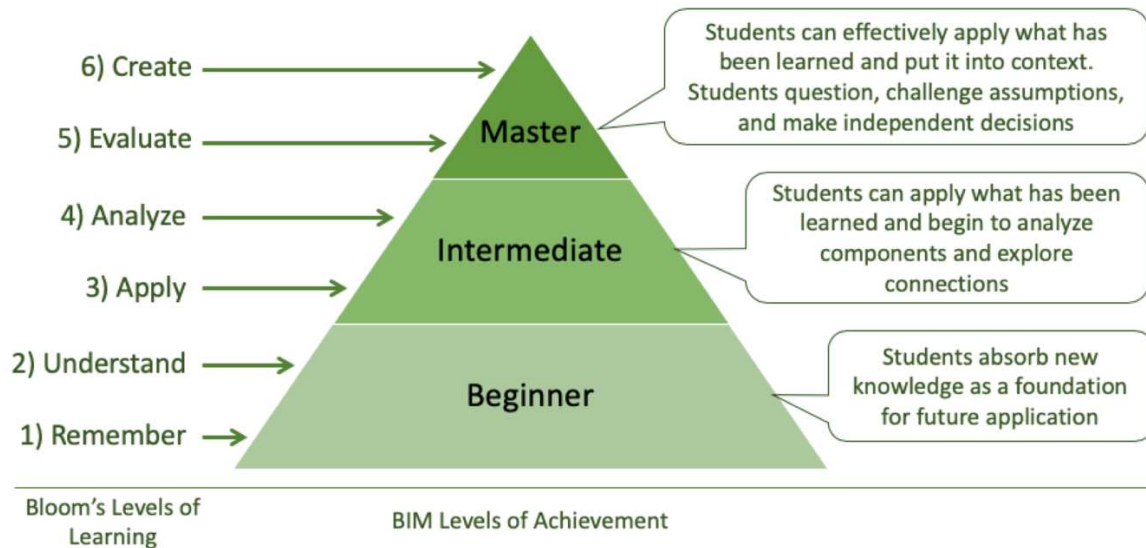 6) Create
5) Evaluate
4) Analyze
3) Apply
2) Understand
1) Remember
Master
Intermediate
Beginner
Students can effectively apply what has
been learned and put it into context.
Students question, challenge assumptions,
and make independent decisions
Students can apply what has been
learned and begin to analyze
components and explore
connections
Students absorb new
knowledge as a foundation
for future application
Bloom’s Levels of
Learning
BIM Levels of Achievement